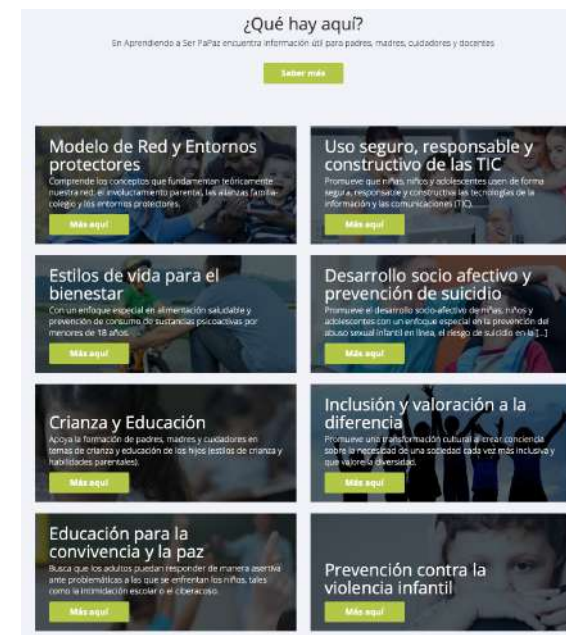 ¿Qué hay aquí?
En Aprendiendo a Ser PaPaz encuentra información útil para padres, madres, cuidadores y docentes
Saber más
Modelo de Red y Entornos
protectores
Comprende los conceptos que fundamentan teóricamente
nuestra red: el involucramiento parental, las alianzas familia-
colegio y los entornos protectores.
Más aquí
Uso seguro, responsable y
constructivo de las TIC
Promueve que niñas, niños y adolescentes usen de forma
segura, responsable y constructiva las tecnologías de la
información y las comunicaciones (TIC).
Más aquí
Estilos de vida para el
bienestar
Con un enfoque especial en alimentación saludable y
prevención de consumo de sustancias psicoactivas por
menores de 18 años.
Más aquí
Desarrollo socio afectivo y
prevención de suicidio
Promueve el desarrollo socio-afectivo de niñas, niños y
adolescentes con un enfoque especial en la prevención del
abuso sexual infantil en línea, el riesgo de suicidio en la [...]
Más aquí
Crianza y Educación
Apoya la formación de padres, madres y cuidadores en
temas de crianza y educación de los hijos (estilos de crianza y
habilidades parentales).
Más aquí
Inclusión y valoración a la
diferencia
Promueve una transformación cultural al crear conciencia
sobre la necesidad de una sociedad cada vez más inclusiva y
que valore la diversidad.
Más aquí
Educación para la
convivencia y la paz
Busca que los adultos puedan responder de manera asertiva
ante problemáticas a las que se enfrentan los niños, tales
como la intimidación escolar o el ciberacoso.
Más aquí
Prevención contra la
violencia infantil
Más aquí